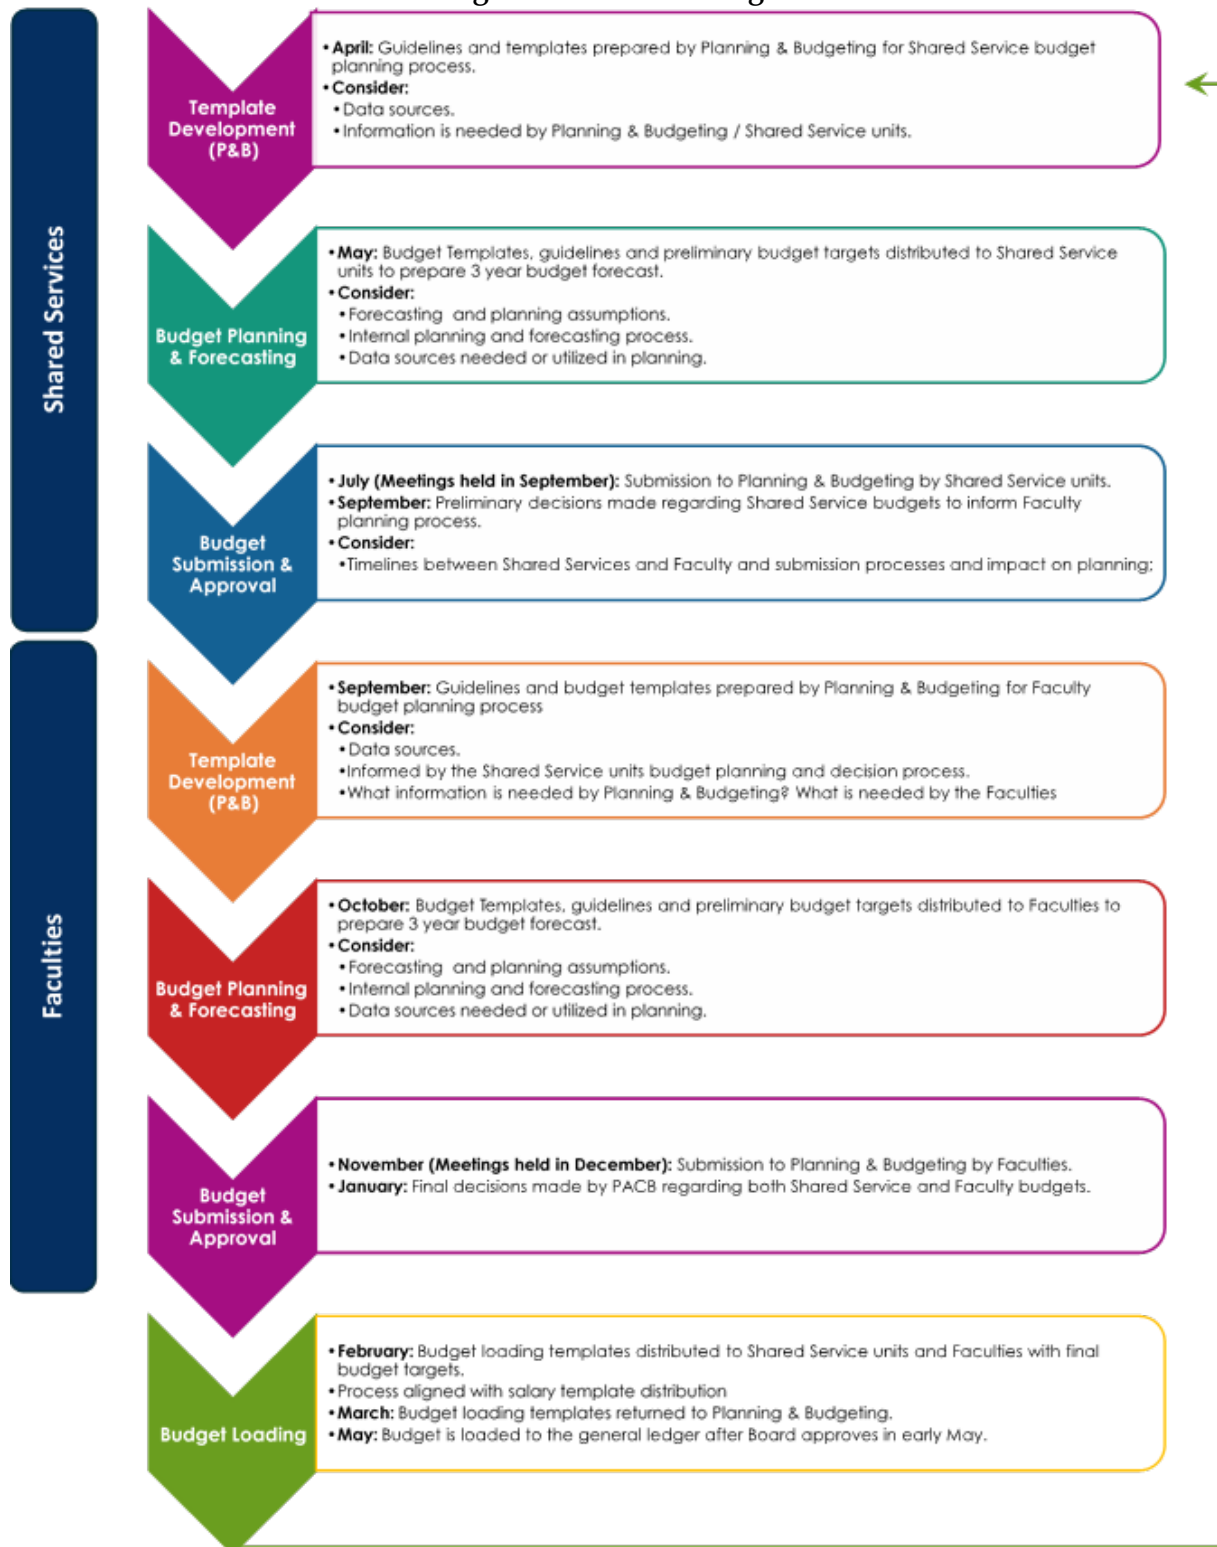 Shared Services
Template
Development
(P&B)
•April: Guidelines and templates prepared by Planning & Budgeting for Shared Service budget
planning process.
•Consider:
•Data sources.
•Information is needed by Planning & Budgeting / Shared Service units.
Budget Planning
& Forecasting
•May: Budget Templates, guidelines and preliminary budget targets distributed to Shared Service
units to prepare 3 year budget forecast.
•Consider:
•Forecasting and planning assumptions.
•Internal planning and forecasting process.
•Data sources needed or utilized in planning.
Budget
Submission &
Approval
•July (Meetings held in September): Submission to Planning & Budgeting by Shared Service units.
•September: Preliminary decisions made regarding Shared Service budgets to inform Faculty
planning process.
•Consider:
•Timelines between Shared Services and Faculty and submission processes and impact on planning;
Faculties
Template
Development
(P&B)
•September: Guidelines and budget templates prepared by Planning & Budgeting for Faculty
budget planning process
•Consider:
•Data sources.
•Informed by the Shared Service units budget planning and decision process.
•What information is needed by Planning & Budgeting? What is needed by the Faculties
Budget Planning
& Forecasting
•October: Budget Templates, guidelines and preliminary budget targets distributed to Faculties to
prepare 3 year budget forecast.
•Consider:
•Forecasting and planning assumptions.
•Internal planning and forecasting process.
•Data sources needed or utilized in planning.
Budget
Submission &
Approval
•November (Meetings held in December): Submission to Planning & Budgeting by Faculties.
•January: Final decisions made by PACB regarding both Shared Service and Faculty budgets.
Budget Loading
•February: Budget loading templates distributed to Shared Service units and Faculties with final
budget targets.
•Process aligned with salary template distribution
•March: Budget loading templates returned to Planning & Budgeting.
•May: Budget is loaded to the general ledger after Board approves in early May.